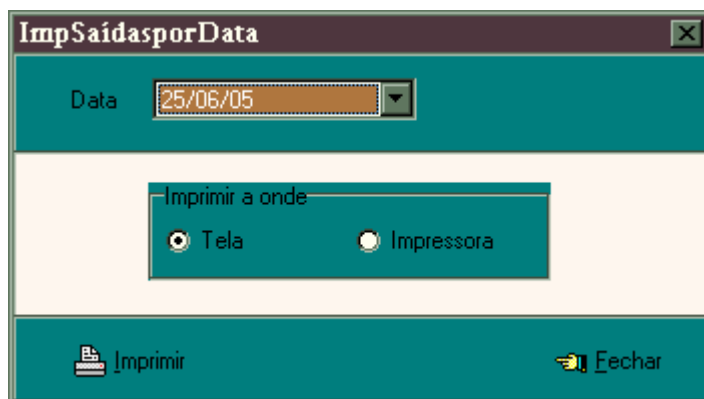 ImpSaídasporData
Data 25/06/05
Imprimir a onde
Tela Impressora
Imprimir Fechar